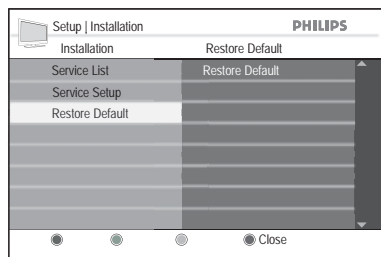 Setup | Installation PHILIPS
Installation Restore Default
Service List Restore Default
Service Setup
Restore Default
Close